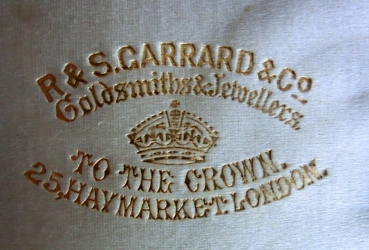 R & S. GARRARD & Co.
Goldsmiths & Jewellers.
TO THE CROWN.
25, HAYMARKET. LONDON.